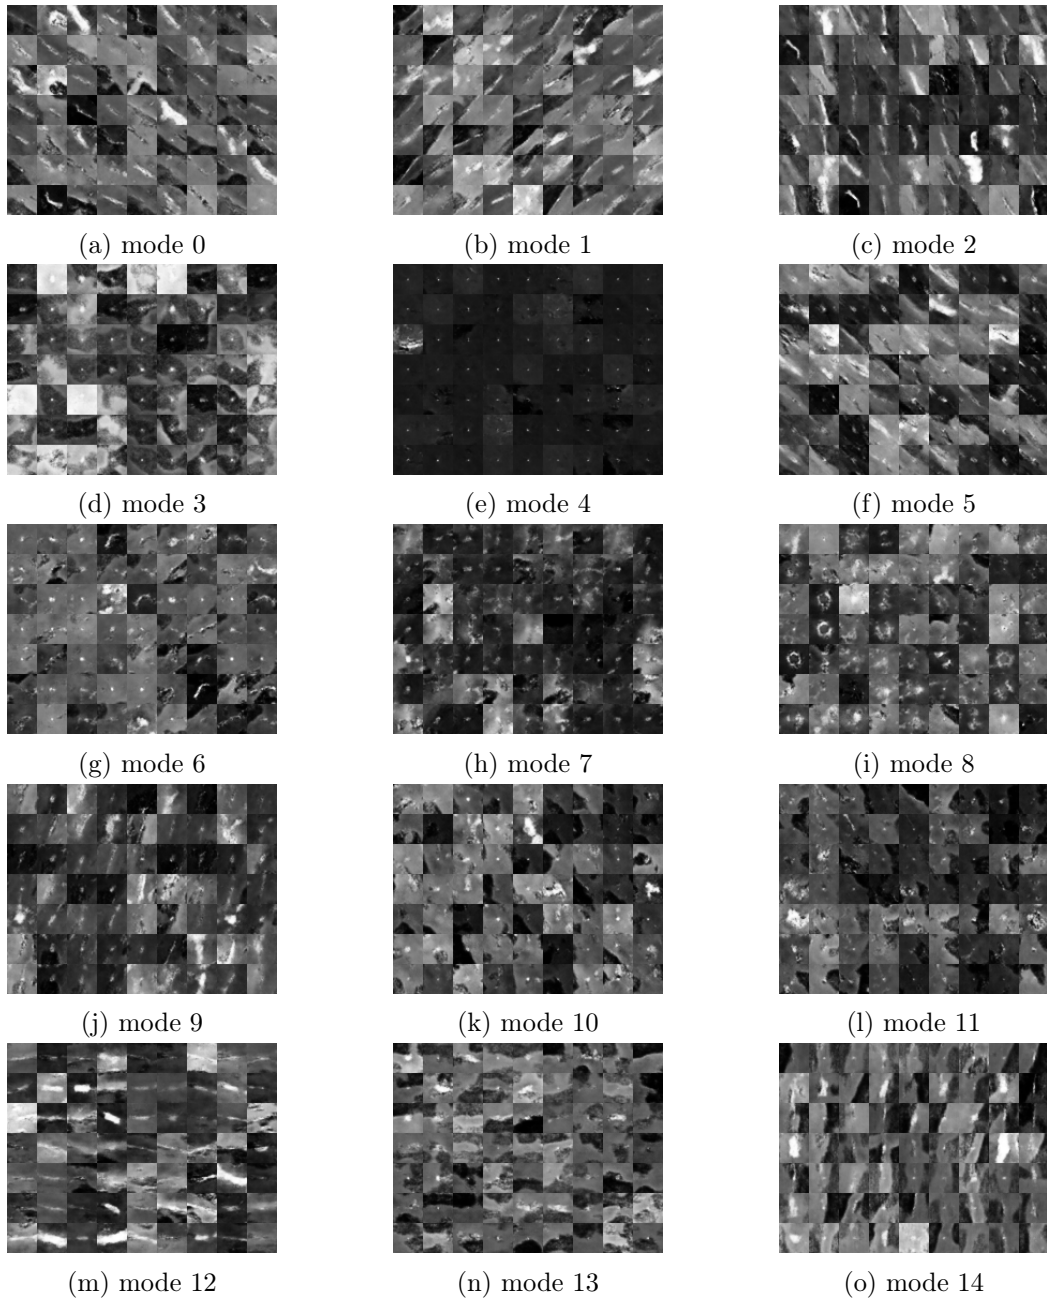 (a) mode 0
(b) mode 1
(c) mode 2
(d) mode 3
(e) mode 4
(f) mode 5
(g) mode 6
(h) mode 7
(i) mode 8
(j) mode 9
(k) mode 10
(l) mode 11
(m) mode 12
(n) mode 13
(o) mode 14